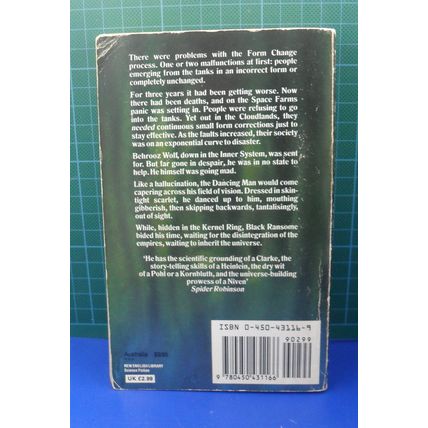 There were problems with the Form Change
process. One or two malfunctions at first: people
emerging from the tanks in an incorrect form or
completely unchanged.
For three years it had been getting worse. Now
there had been deaths, and on the Space Farms
panic was setting in. People were refusing to go
into the tanks. Yet out in the Cloudlands, they
needed continuous small form corrections just to
stay effective. As the faults increased, their society
was on an exponential curve to disaster.
Behrooz Wolf, down in the Inner System, was sent
for. But far gone in despair, he was in no state to
help. He himself was going mad.
Like a hallucination, the Dancing Man would come
capering across his field of vision. Dressed in skin-
tight scarlet, he danced up to him, mouthing
gibberish, then skipping backwards, tantalisingly,
out of sight.
While, hidden in the Kernel Ring, Black Ransome
bided his time, waiting for the disintegration of the
empires, waiting to inherit the universe.
'He has the scientific grounding of a Clarke, the
story-telling skills of a Heinlein, the dry wit
of a Pohl or a Kornbluth, and the universe-building
prowess of a Niven'
Spider Robinson
ISBN 0-450-43116-9
90299
9 780450 431166
Australia
NEW ENGLISH LIBRARY
Science Fiction
UK £2.99